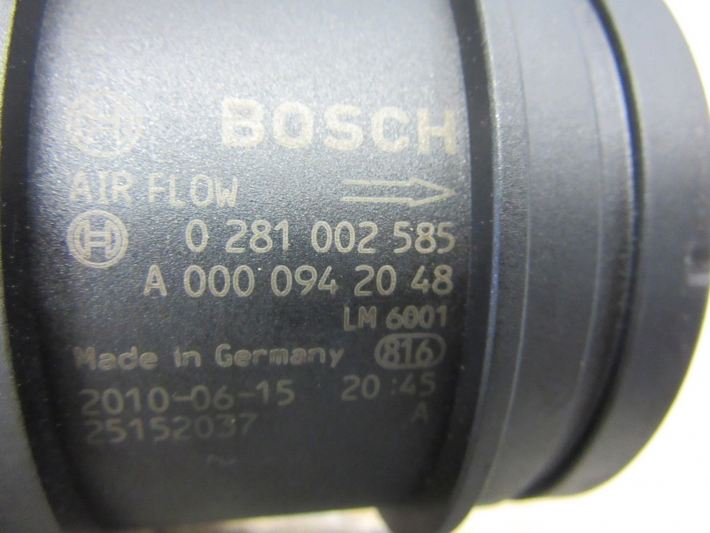 BOSCH
AIR FLOW
0 281 002 585
A 000 094 20 48
LM 6001
Made in Germany 816
2010-06-15 20:45
25152037 A